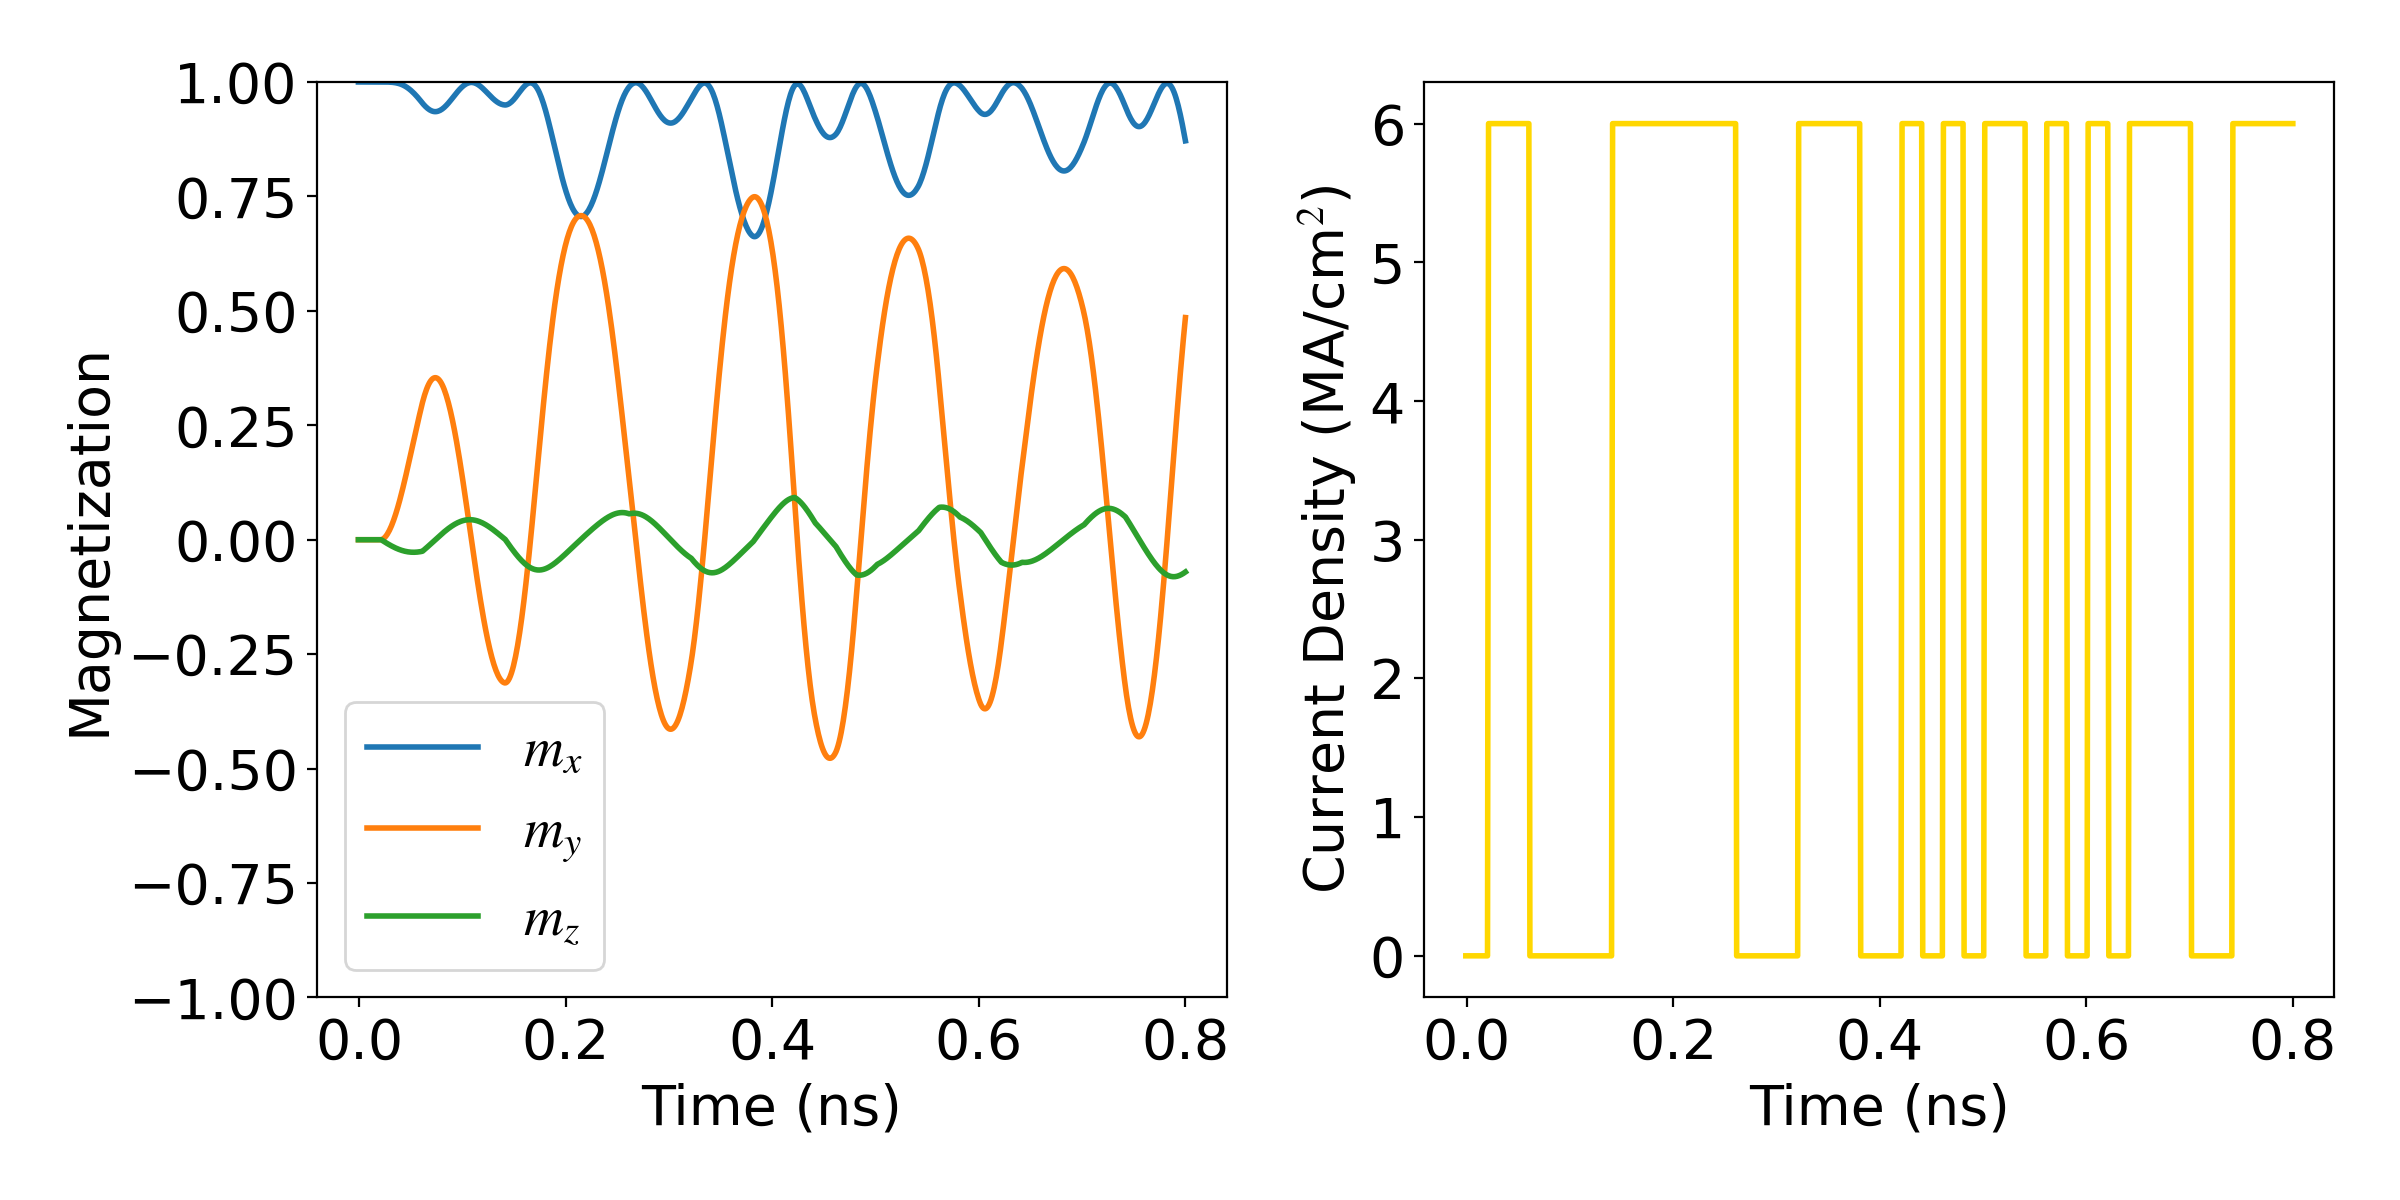 Magnetization
1.00
0.75
0.50
0.25
0.00
−0.25
−0.50
−0.75
−1.00
m_x
m_y
m_z
0.0 0.2 0.4 0.6 0.8
Time (ns)
Current Density (MA/cm²)
6
5
4
3
2
1
0
0.0 0.2 0.4 0.6 0.8
Time (ns)